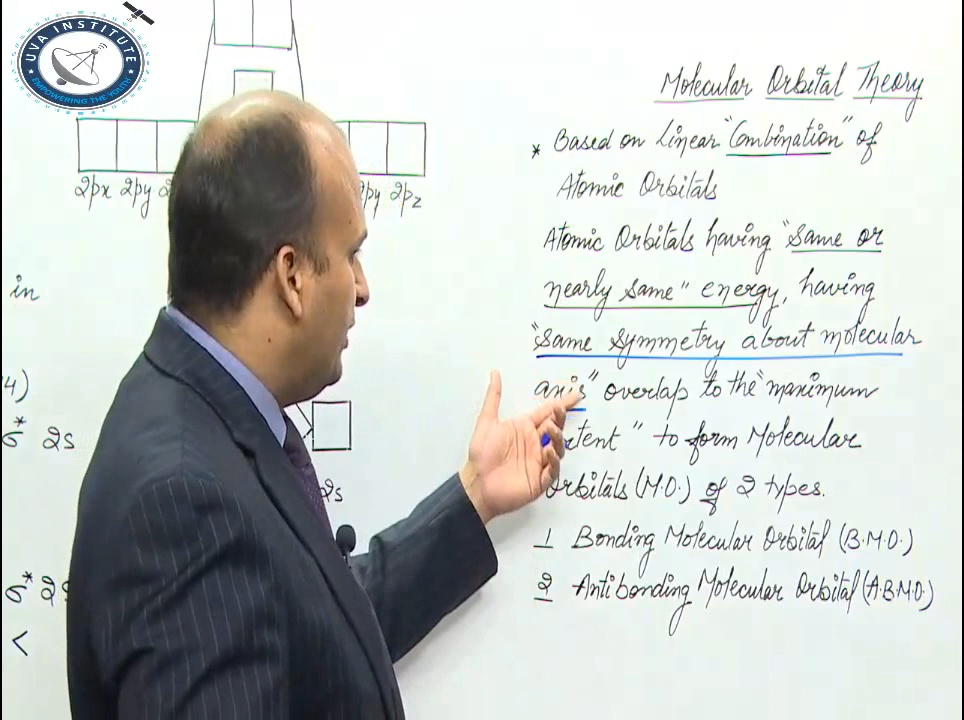 UVA INSTITUTE
EMPOWERING THE YOUTH
2px 2py
2py 2pz
in
4)
σ* 2s
2s
σ* 2s
<
Molecular Orbital Theory
* Based on Linear "Combination" of
Atomic Orbitals
Atomic Orbitals having "same or
nearly same" energy, having
"same symmetry about molecular
axis" overlap to the "maximum
extent" to form Molecular
Orbitals (M.O.) of 2 types.
1 Bonding Molecular Orbital (B.M.O.)
2 Antibonding Molecular Orbital (A.B.M.O.)